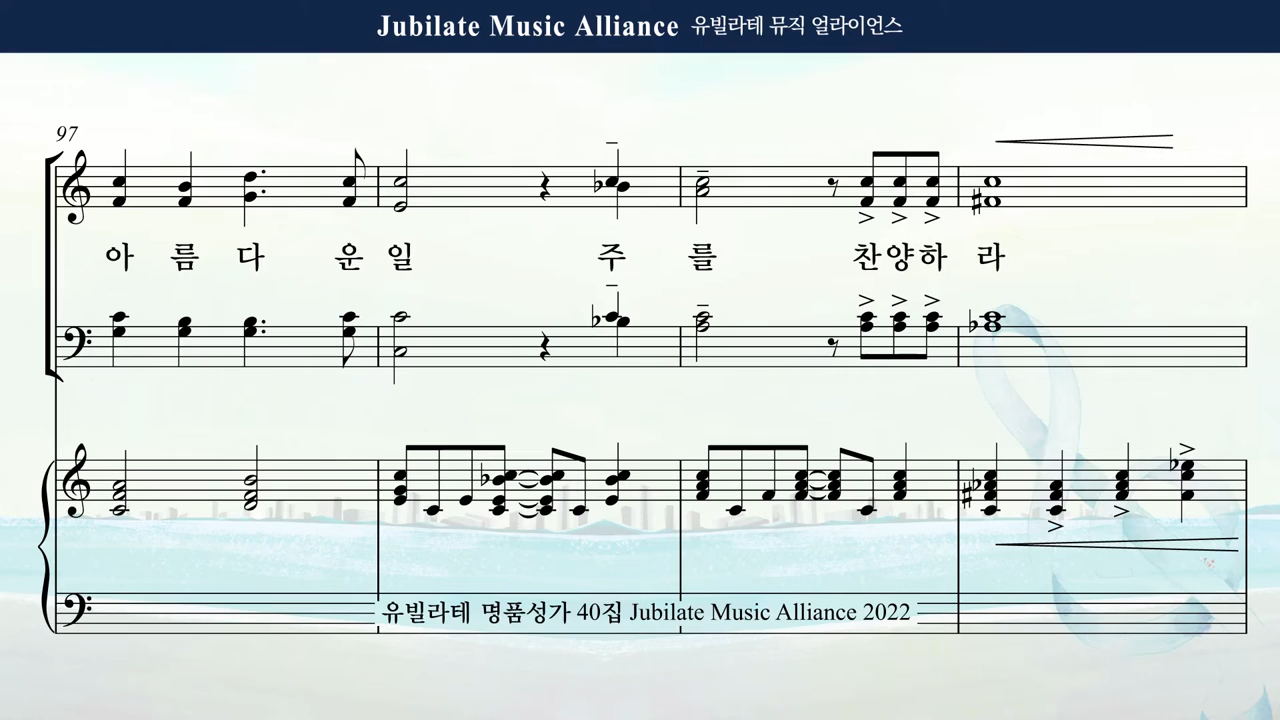 Jubilate Music Alliance 유빌라테 뮤직 얼라이언스
97
아 름 다 운 일 주 를 찬 양 하 라
유빌라테 명품성가 40집 Jubilate Music Alliance 2022